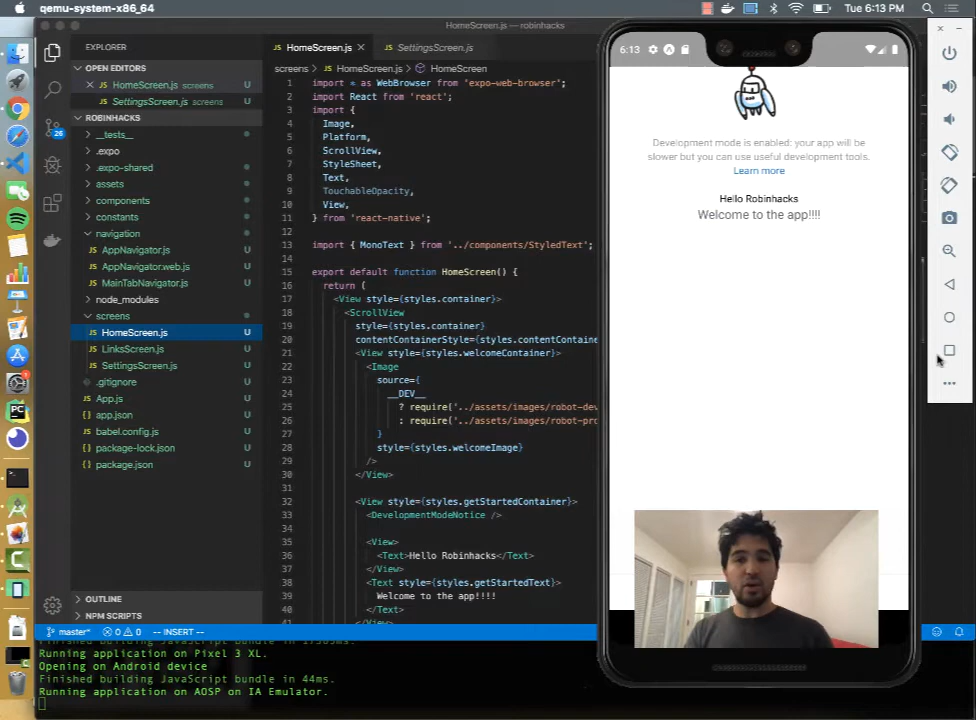 qemu-system-x86_64
Tue 6:13 PM
HomeScreen.js — robinhacks
EXPLORER
OPEN EDITORS
HomeScreen.js screens U
SettingsScreen.js screens U
ROBINHACKS
__tests__
.expo
.expo-shared
assets
components
constants
navigation
AppNavigator.js U
AppNavigator.web.js U
MainTabNavigator.js U
node_modules
screens
HomeScreen.js U
LinksScreen.js U
SettingsScreen.js U
.gitignore U
App.js U
app.json U
babel.config.js U
package-lock.json U
package.json U
OUTLINE
NPM SCRIPTS
26
HomeScreen.js
SettingsScreen.js
screens > HomeScreen.js > HomeScreen
1 import * as WebBrowser from 'expo-web-browser';
2 import React from 'react';
3 import {
4 Image,
5 Platform,
6 ScrollView,
7 StyleSheet,
8 Text,
9 TouchableOpacity,
10 View,
11 } from 'react-native';
12
13 import { MonoText } from '../components/StyledText';
14
15 export default function HomeScreen() {
16 return (
17 <View style={styles.container}>
18 <ScrollView
19 style={styles.container}
20 contentContainerStyle={styles.contentContaine
21 <View style={styles.welcomeContainer}>
22 <Image
23 source={
24 __DEV__
25 ? require('../assets/images/robot-dev
26 : require('../assets/images/robot-pro
27 }
28 style={styles.welcomeImage}
29 />
30 </View>
31
32 <View style={styles.getStartedContainer}>
33 <DevelopmentModeNotice />
34
35 <View>
36 <Text>Hello Robinhacks</Text>
37 </View>
38 <Text style={styles.getStartedText}>
39 Welcome to the app!!!!
40 </Text>
41 </View>
6:13
Development mode is enabled: your app will be
slower but you can use useful development tools.
Learn more
Hello Robinhacks
Welcome to the app!!!!
master* 0 0 -- INSERT --
Running application on Pixel 3 XL.
Opening on Android device
Finished building JavaScript bundle in 44ms.
Running application on AOSP on IA Emulator.